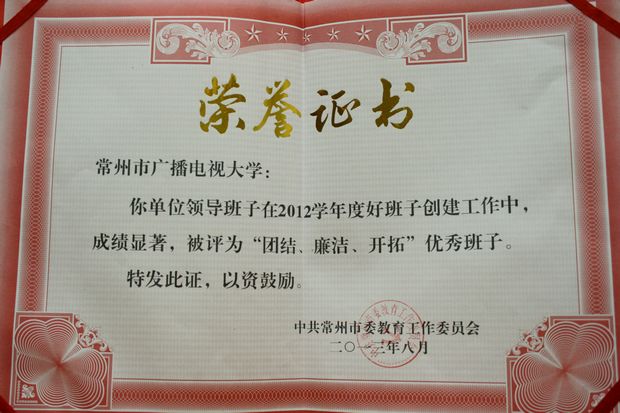 荣誉证书
常州市广播电视大学：
你单位领导班子在2012学年度好班子创建工作中，
成绩显著，被评为“团结、廉洁、开拓”优秀班子。
特发此证，以资鼓励。
中共常州市委教育工作委员会
二〇一三年八月